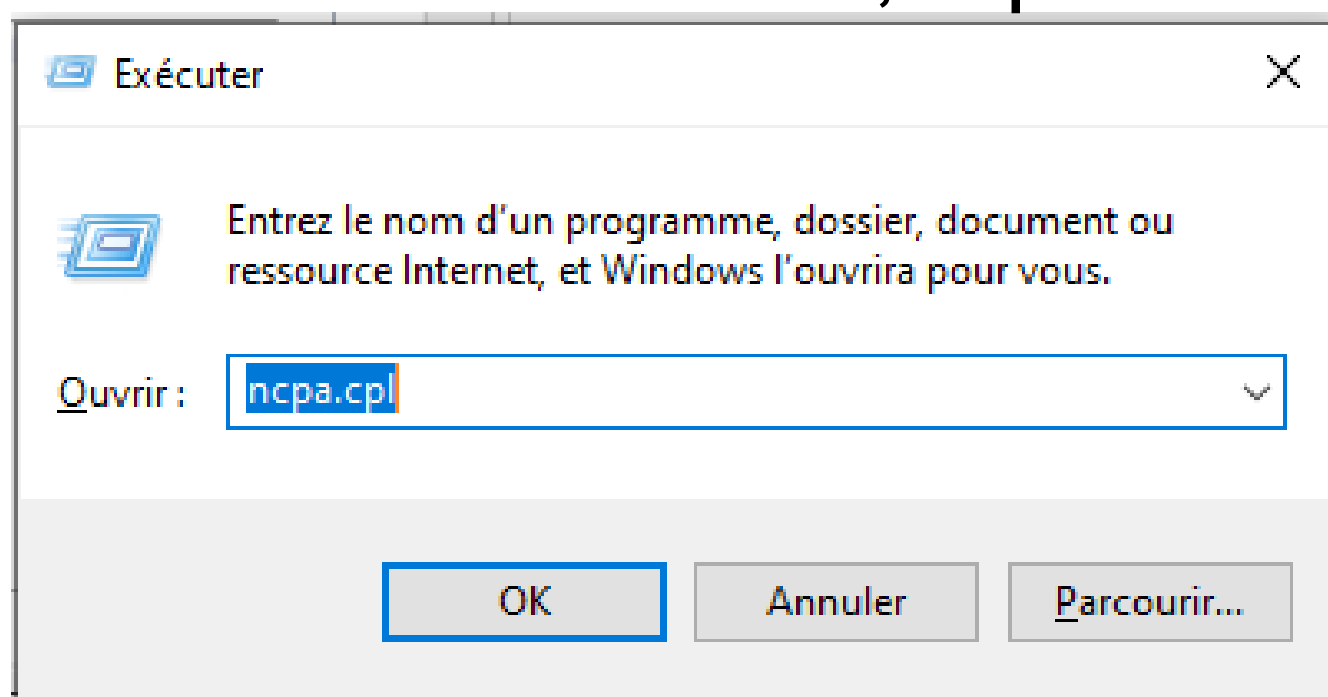 Exécuter
Entrez le nom d'un programme, dossier, document ou
ressource Internet, et Windows l'ouvrira pour vous.
Ouvrir :
ncpa.cpl
OK
Annuler
Parcourir...